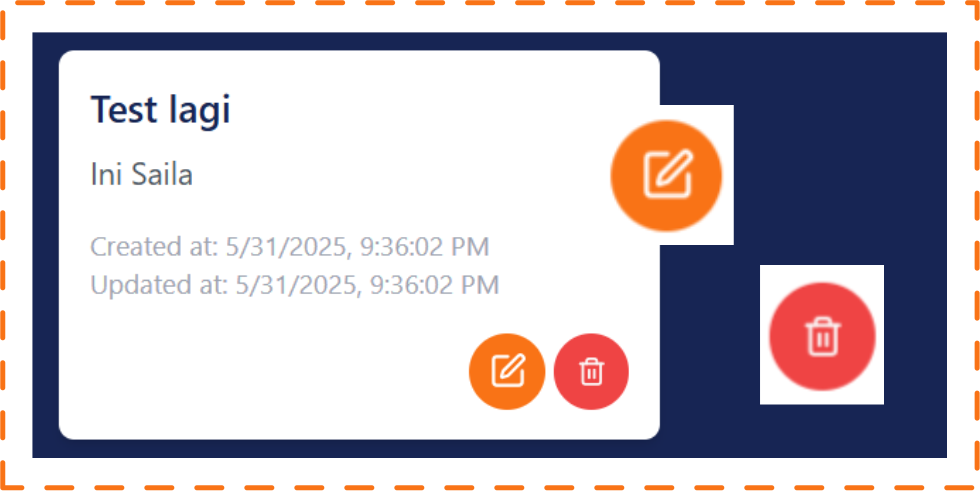 Test lagi
Ini Saila
Created at: 5/31/2025, 9:36:02 PM
Updated at: 5/31/2025, 9:36:02 PM